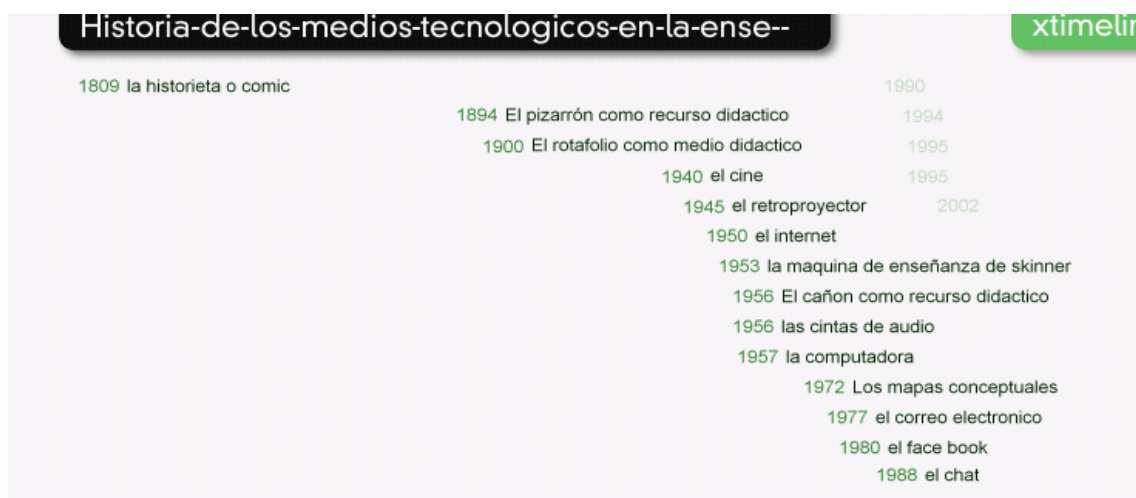 Historia-de-los-medios-tecnologicos-en-la-ense--
xtimelin
1809 la historieta o comic
1990
1894 El pizarrón como recurso didactico
1994
1900 El rotafolio como medio didactico
1995
1940 el cine
1995
1945 el retroproyector
2002
1950 el internet
1953 la maquina de enseñanza de skinner
1956 El cañon como recurso didactico
1956 las cintas de audio
1957 la computadora
1972 Los mapas conceptuales
1977 el correo electronico
1980 el face book
1988 el chat